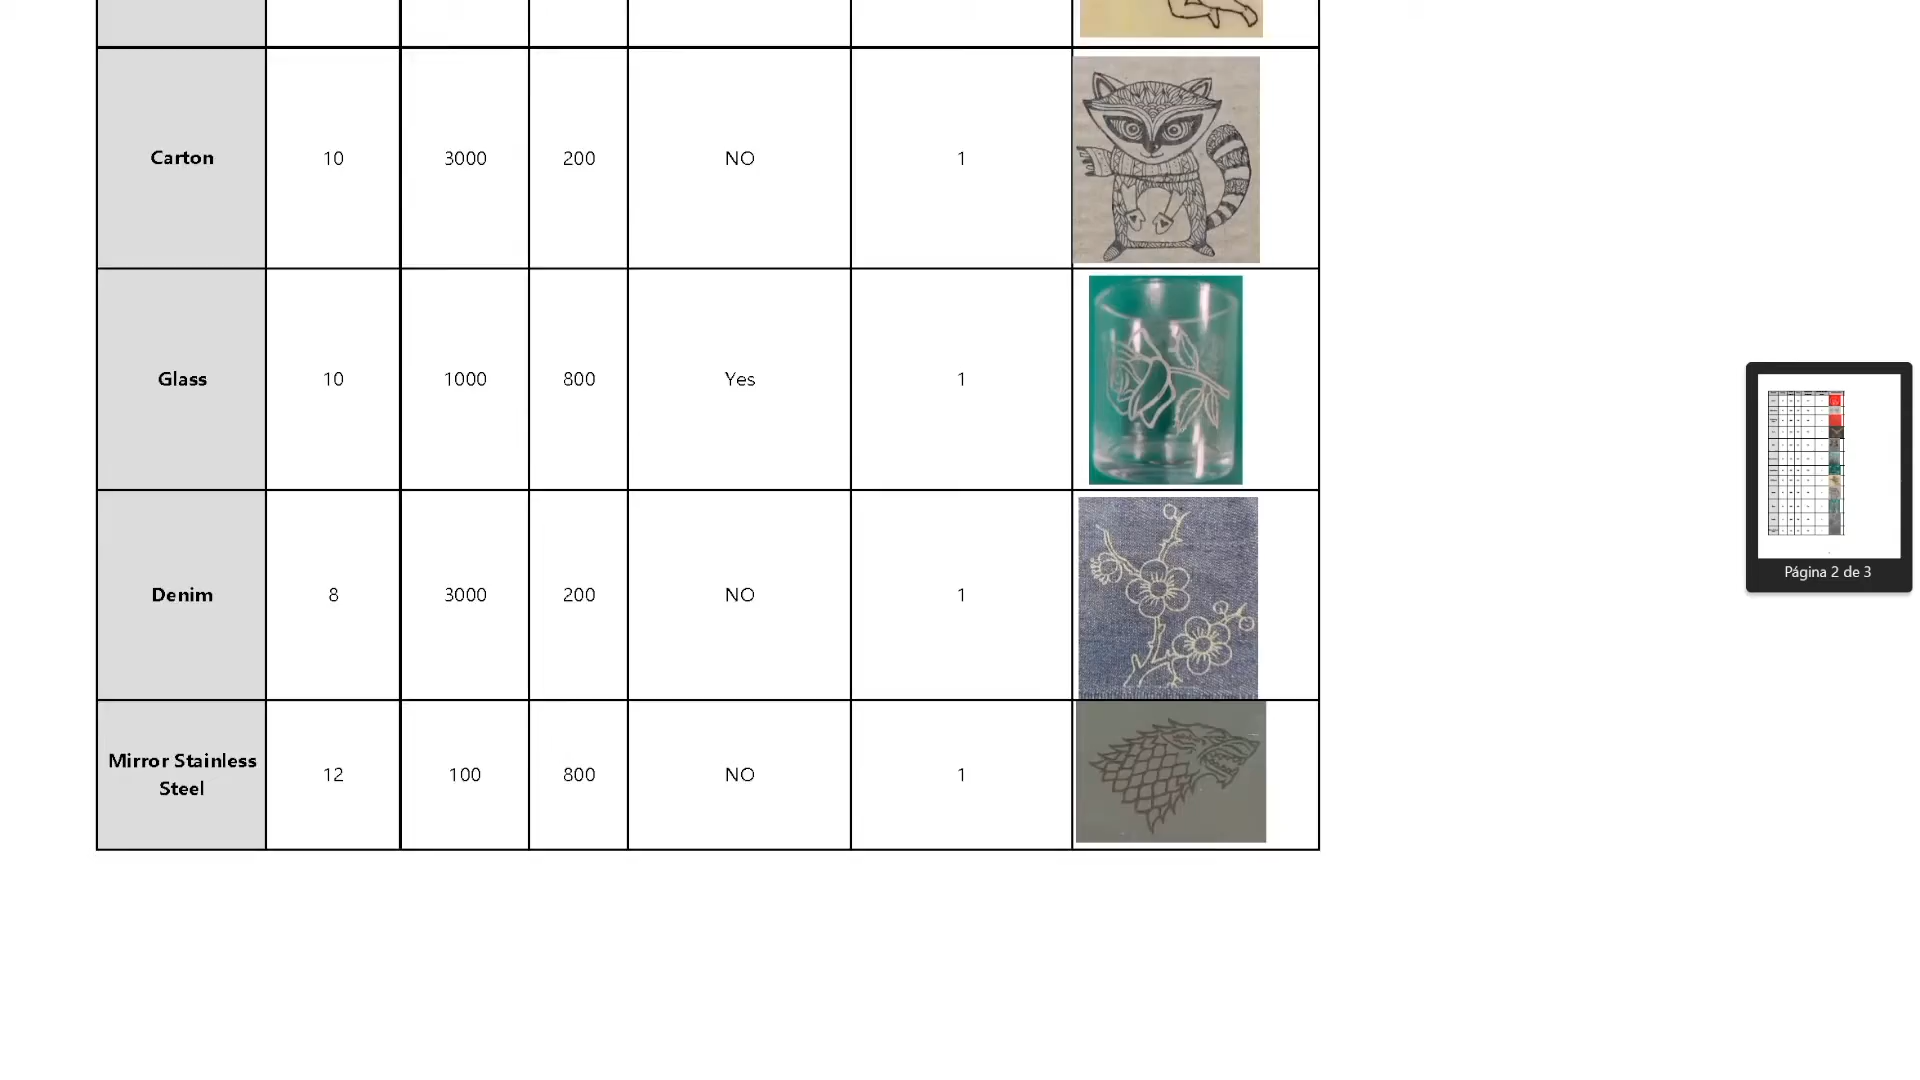 Carton 10 3000 200 NO 1
Glass 10 1000 800 Yes 1
Denim 8 3000 200 NO 1
Mirror Stainless
Steel 12 100 800 NO 1
Página 2 de 3